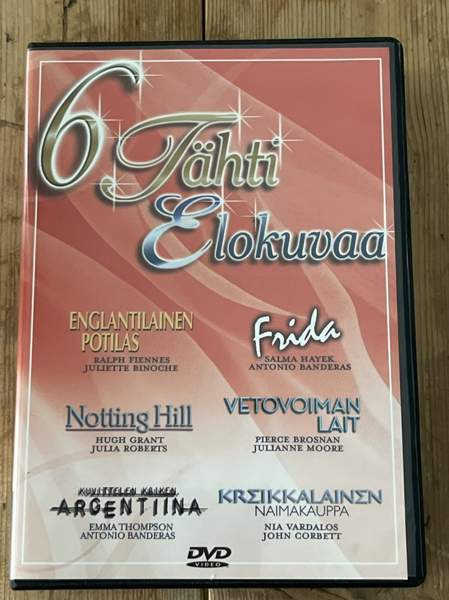 6 Tähti
Elokuvaa
ENGLANTILAINEN
POTILAS
RALPH FIENNES
JULIETTE BINOCHE
Frida
SALMA HAYEK
ANTONIO BANDERAS
Notting Hill
HUGH GRANT
JULIA ROBERTS
VETOVOIMAN
LAIT
PIERCE BROSNAN
JULIANNE MOORE
KUVITTELEN KAIKEN
ARGENTIINA
EMMA THOMPSON
ANTONIO BANDERAS
KREIKKALAINEN
NAIMAKAUPPA
NIA VARDALOS
JOHN CORBETT
DVD
VIDEO